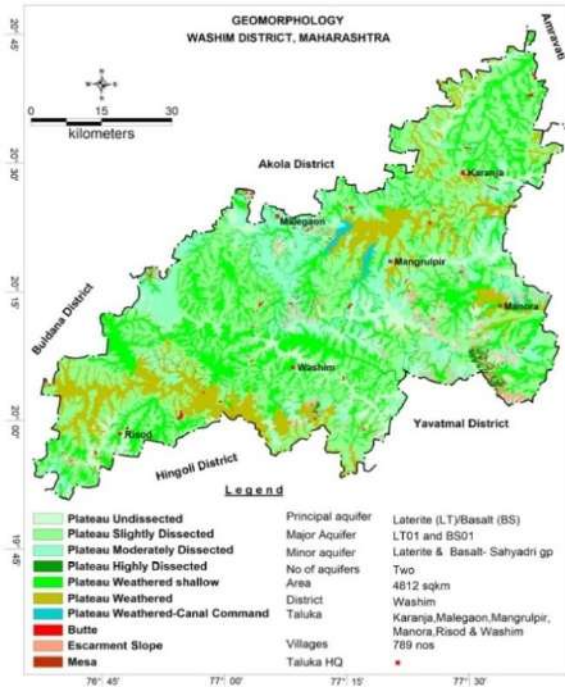 GEOMORPHOLOGY
WASHIM DISTRICT, MAHARASHTRA
Amravati
20° 45'
0 15 30
kilometers
20° 30'
Akola District
Karanja
Malegaon
Mangrulpir
20° 15'
Manora
Buldana District
Washim
20° 00'
Yavatmal District
Risod
Hingoli District
19° 45'
Legend
Plateau Undissected
Plateau Slightly Dissected
Plateau Moderately Dissected
Plateau Highly Dissected
Plateau Weathered shallow
Plateau Weathered
Plateau Weathered-Canal Command
Butte
Escarment Slope
Mesa
Principal aquifer Laterite (LT)/Basalt (BS)
Major Aquifer LT01 and BS01
Minor aquifer Laterite & Basalt- Sahyadri gp
No of aquifers Two
Area 4812 sqkm
District Washim
Taluka Karanja,Malegaon,Mangrulpir,
Manora,Risod & Washim
Villages 789 nos
Taluka HQ
76° 45' 77° 00' 77° 15' 77° 30'